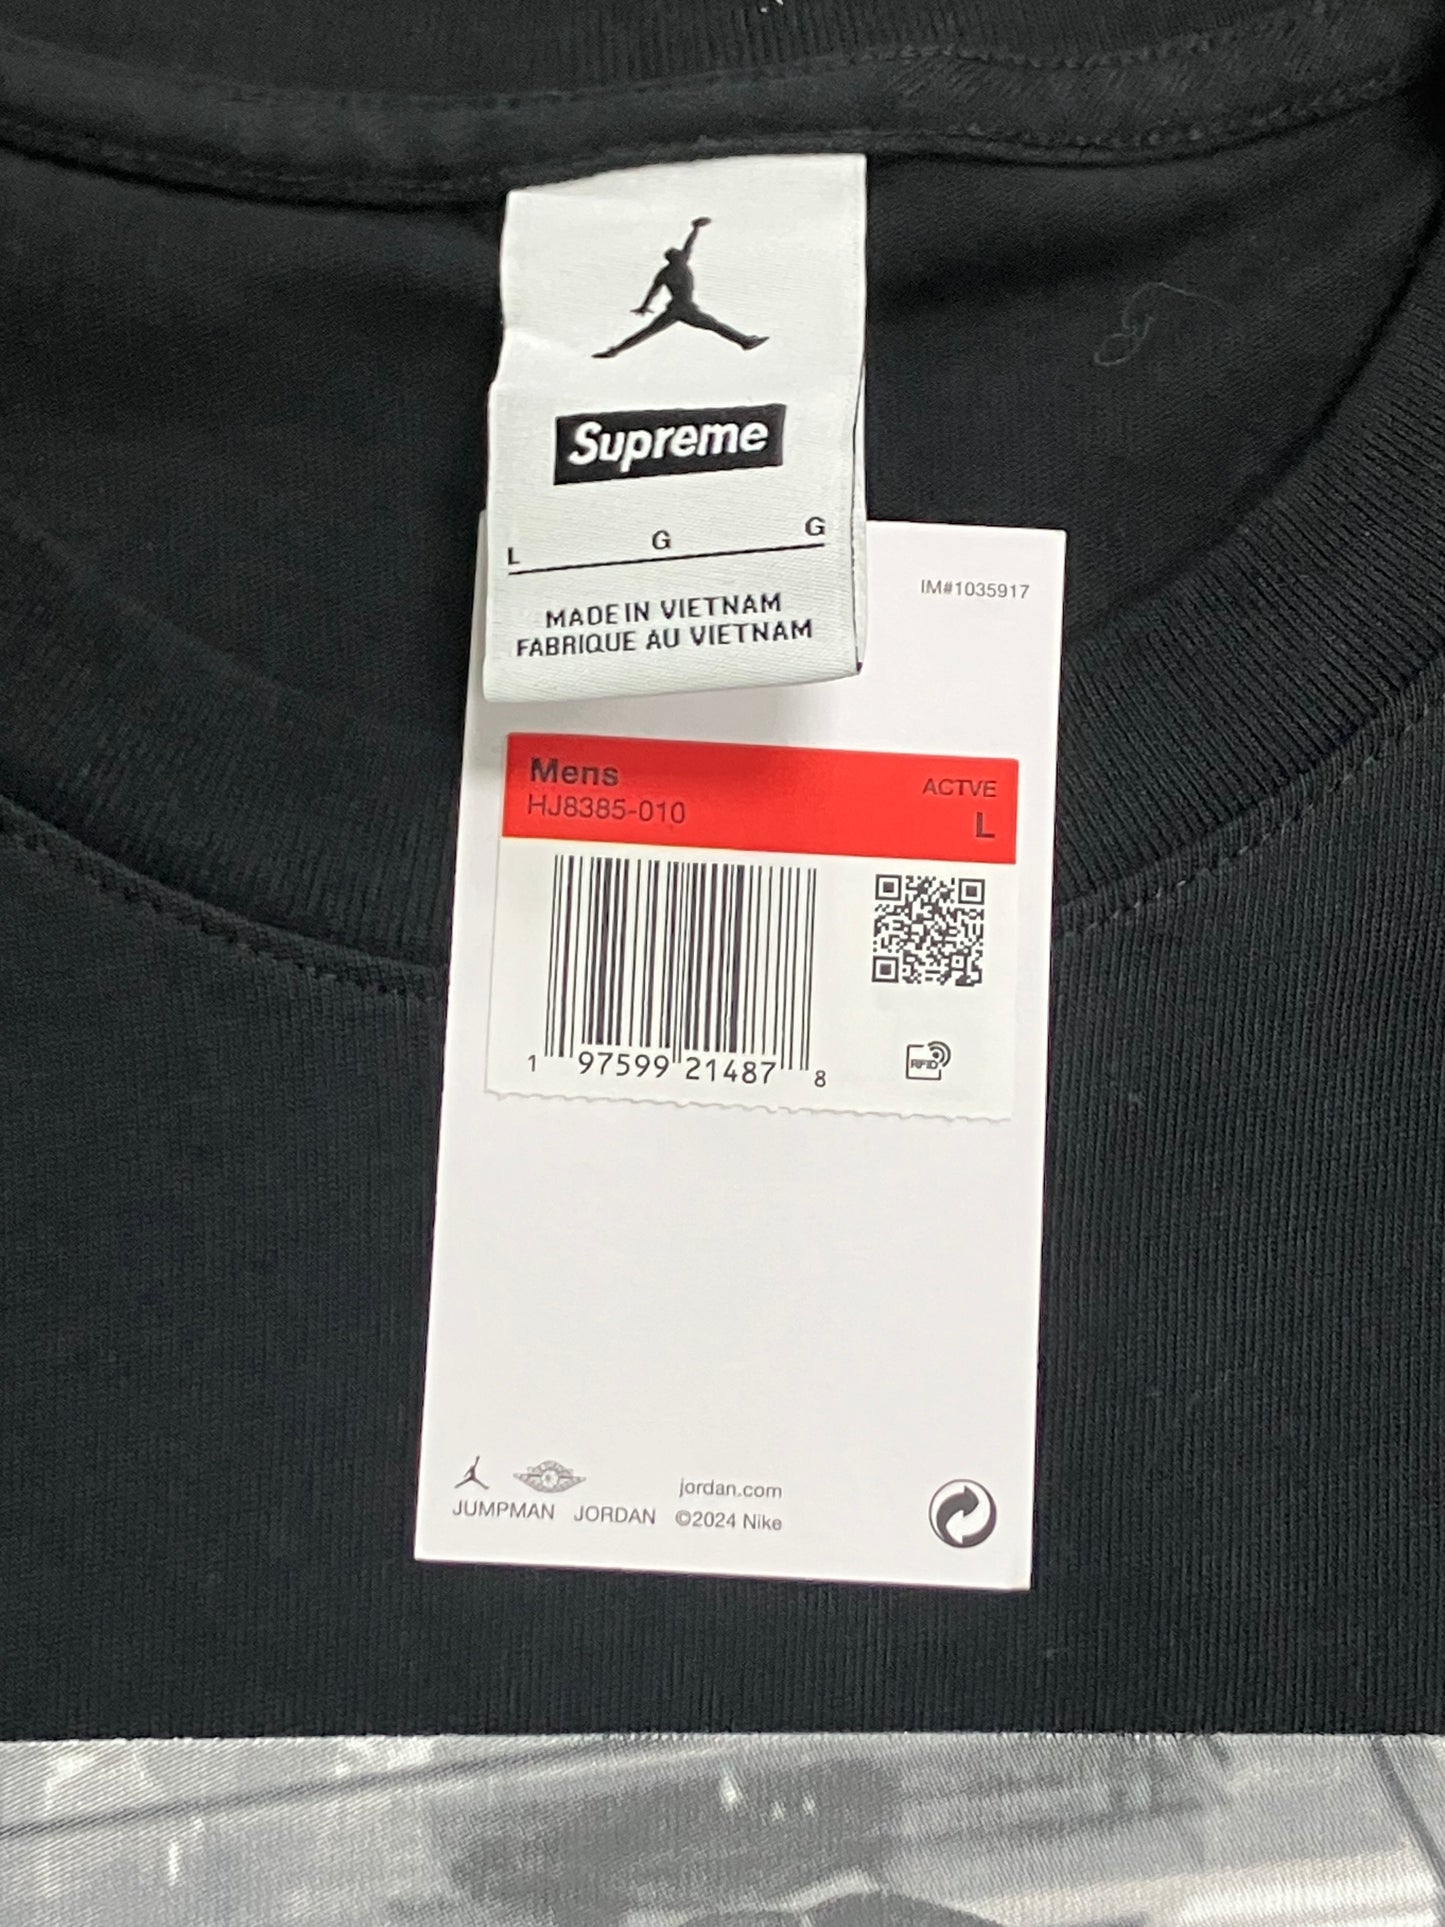 Supreme
L G G
MADE IN VIETNAM
FABRIQUE AU VIETNAM
IM#1035917
Mens ACTVE
HJ8385-010 L
1 97599 21487 8
RFID
jordan.com
JUMPMAN JORDAN ©2024 Nike